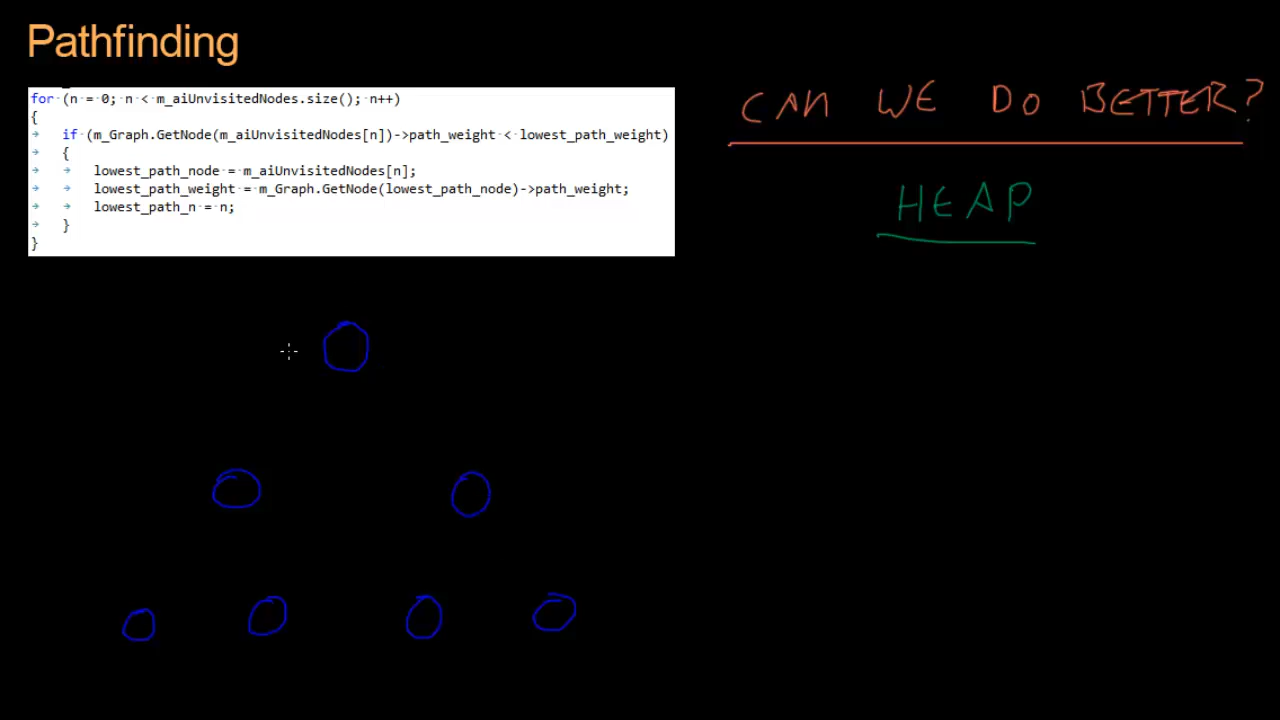 Pathfinding
for (n = 0; n < m_aiUnvisitedNodes.size(); n++)
{
if (m_Graph.GetNode(m_aiUnvisitedNodes[n])->path_weight < lowest_path_weight)
{
lowest_path_node = m_aiUnvisitedNodes[n];
lowest_path_weight = m_Graph.GetNode(lowest_path_node)->path_weight;
lowest_path_n = n;
}
}
CAN WE DO BETTER?
HEAP